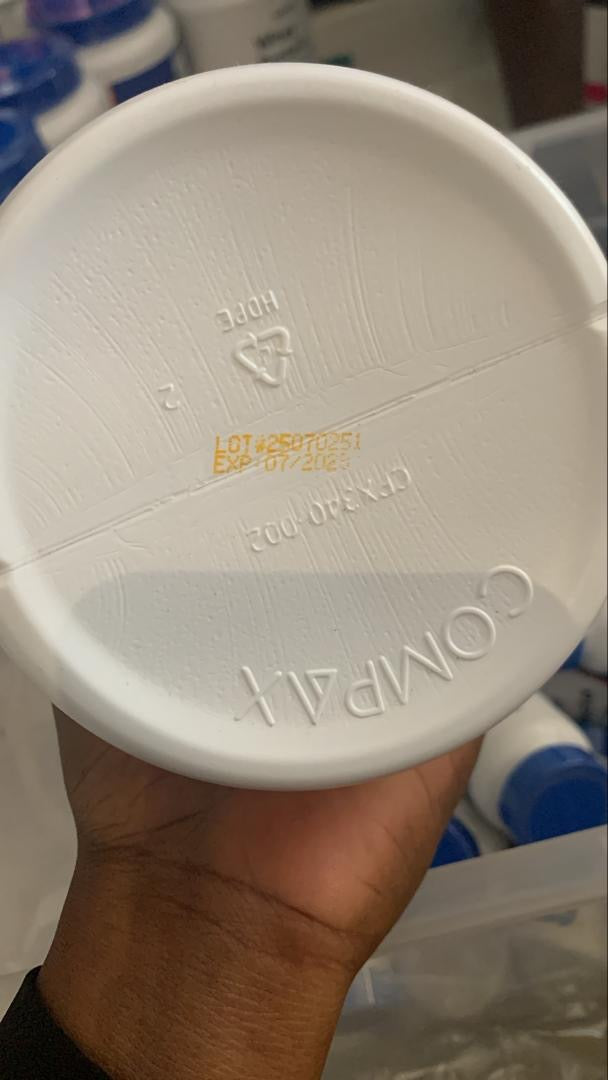 HDPE
2
LOT#25070251
EXP:
CPX340-002
COMPAX